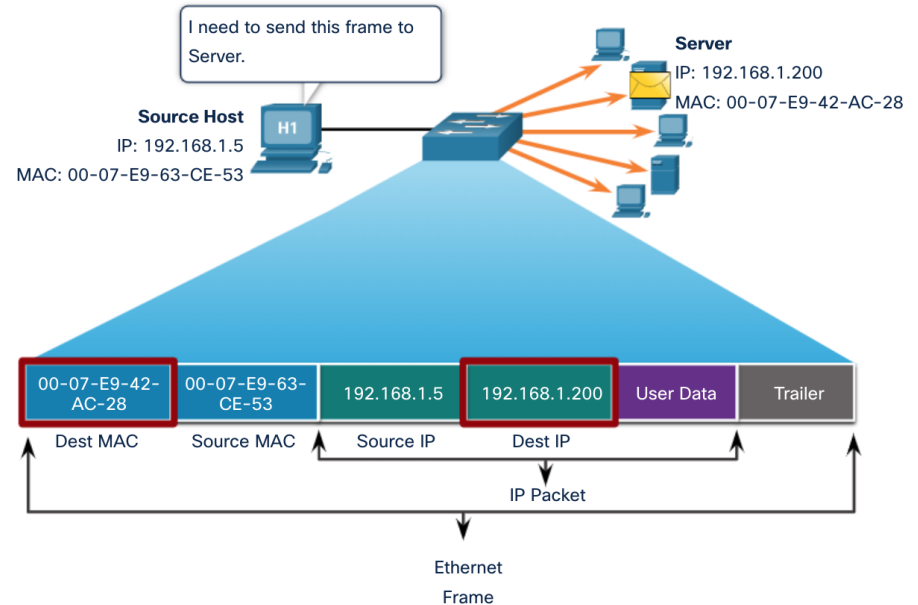 I need to send this frame to
Server.
Server
IP: 192.168.1.200
MAC: 00-07-E9-42-AC-28
Source Host
IP: 192.168.1.5
MAC: 00-07-E9-63-CE-53
H1
00-07-E9-42-
AC-28
00-07-E9-63-
CE-53
192.168.1.5
192.168.1.200
User Data
Trailer
Dest MAC
Source MAC
Source IP
Dest IP
IP Packet
Ethernet
Frame